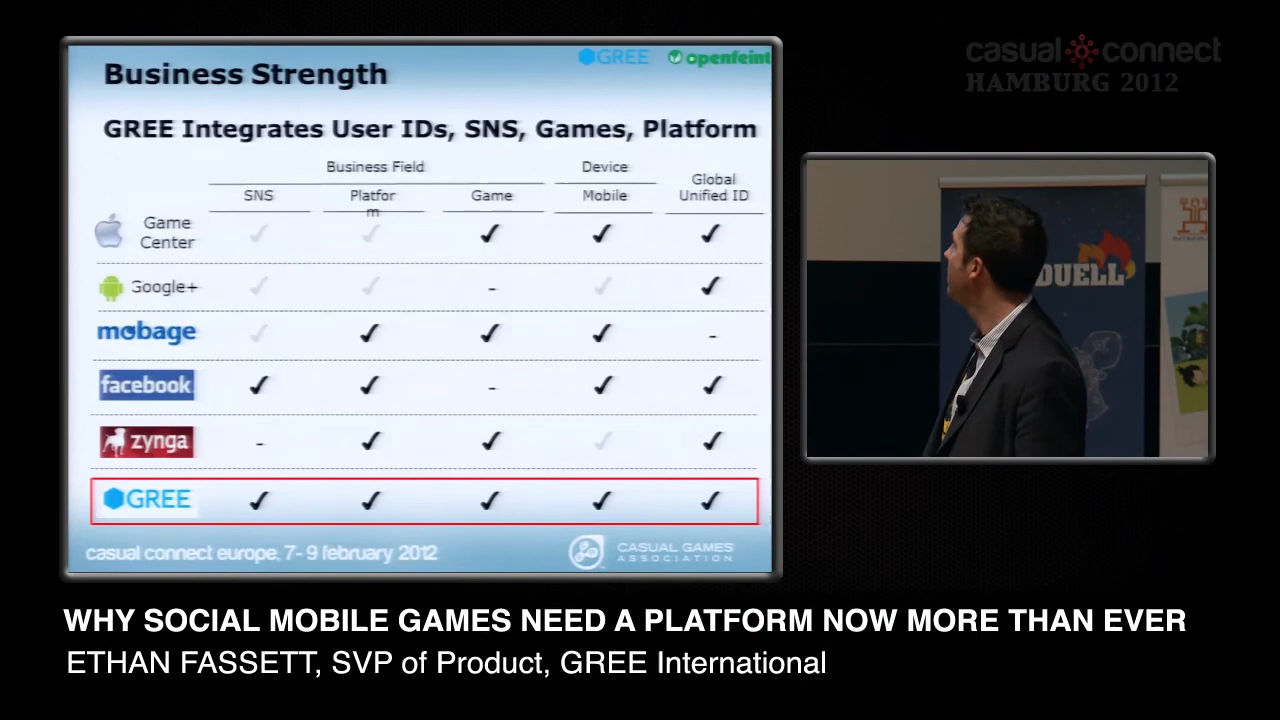 GREE openfeint
Business Strength
GREE Integrates User IDs, SNS, Games, Platform
Business Field Device
SNS Platfor
m Game Mobile Global
Unified ID
Game
Center ✓ ✓ ✓ ✓ ✓
Google+ ✓ ✓ - ✓ ✓
mobage ✓ ✓ ✓ ✓ -
facebook ✓ ✓ - ✓ ✓
zynga - ✓ ✓ ✓ ✓
GREE ✓ ✓ ✓ ✓ ✓
casual connect europe, 7- 9 february 2012
CASUAL GAMES
ASSOCIATION
casual connect
HAMBURG 2012
DUELL
WHY SOCIAL MOBILE GAMES NEED A PLATFORM NOW MORE THAN EVER
ETHAN FASSETT, SVP of Product, GREE International